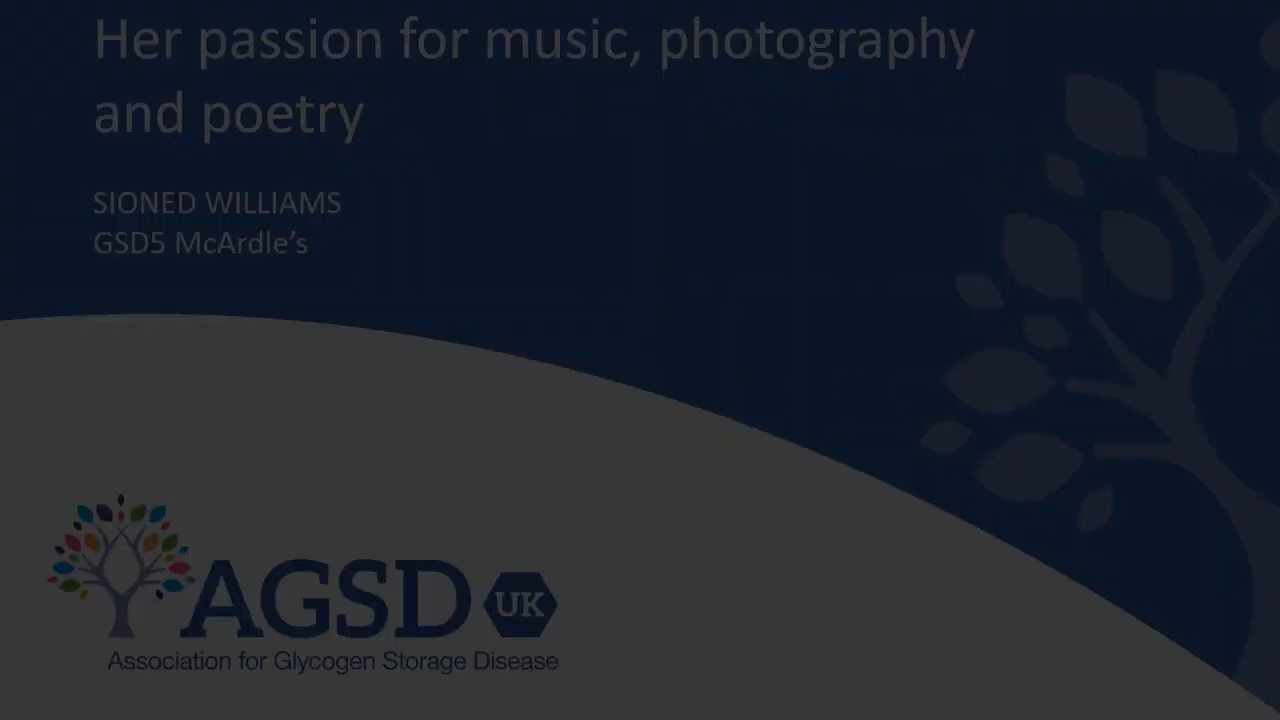 Her passion for music, photography
and poetry
SIONED WILLIAMS
GSD5 McArdle’s
AGSD UK
Association for Glycogen Storage Disease